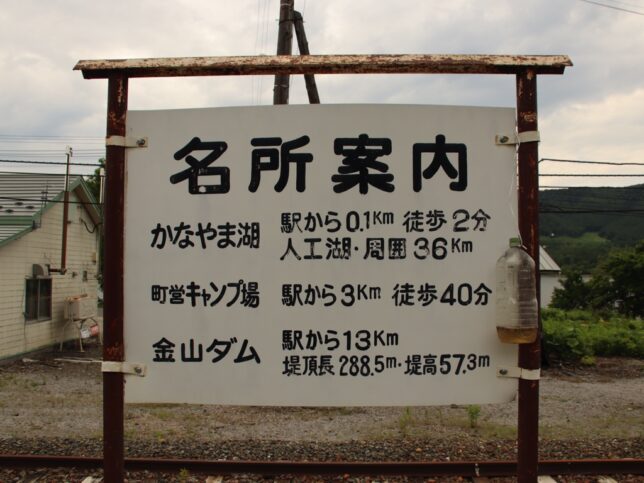 名所案内
かなやま湖 駅から0.1Km 徒歩2分
人工湖・周囲36Km
町営キャンプ場 駅から3Km 徒歩40分
金山ダム 駅から13Km
堤頂長288.5m・堤高57.3m